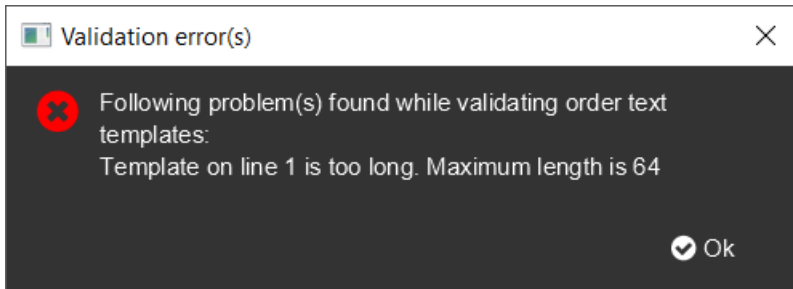 Validation error(s)
Following problem(s) found while validating order text
templates:
Template on line 1 is too long. Maximum length is 64
Ok